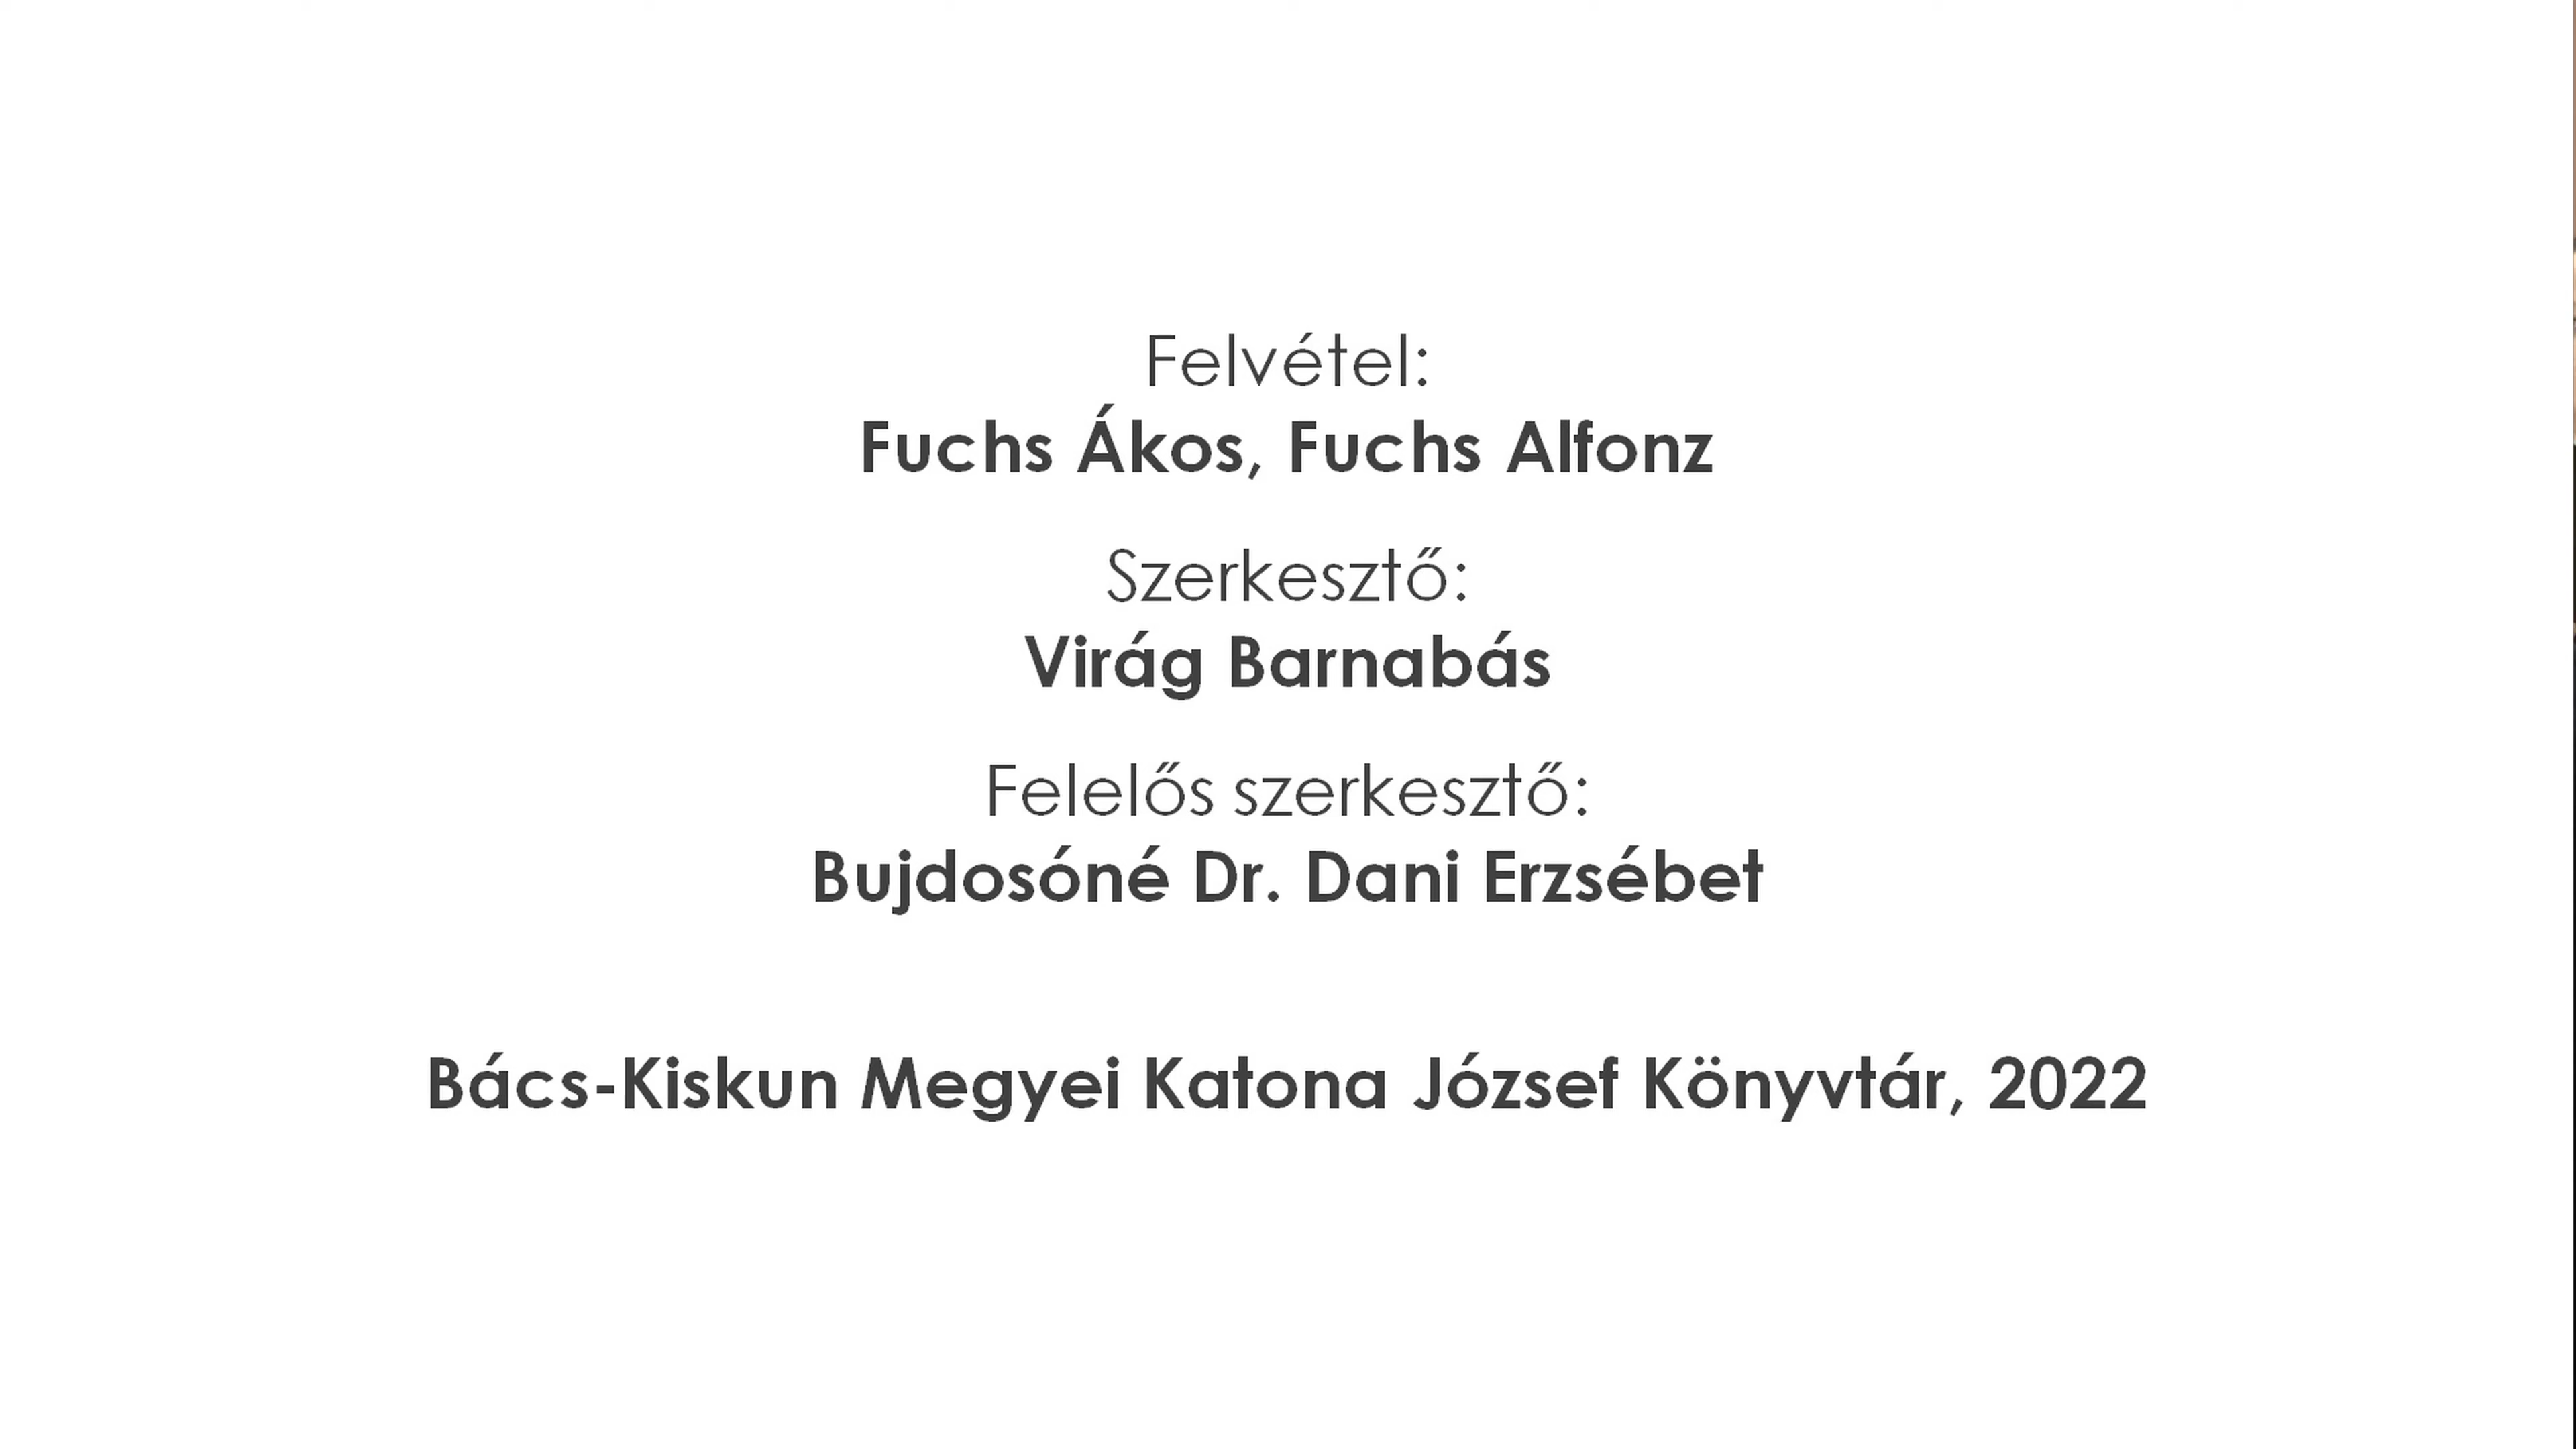 Felvétel:
Fuchs Ákos, Fuchs Alfonz
Szerkesztő:
Virág Barnabás
Felelős szerkesztő:
Bujdosóné Dr. Dani Erzsébet
Bács-Kiskun Megyei Katona József Könyvtár, 2022